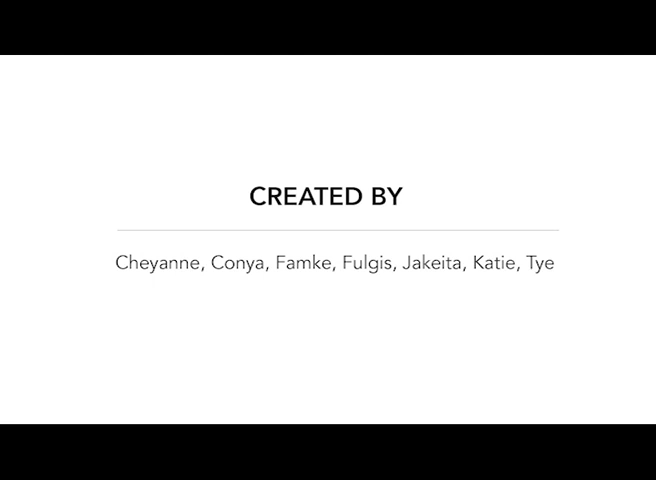 CREATED BY
Cheyanne, Conya, Famke, Fulgis, Jakeita, Katie, Tye